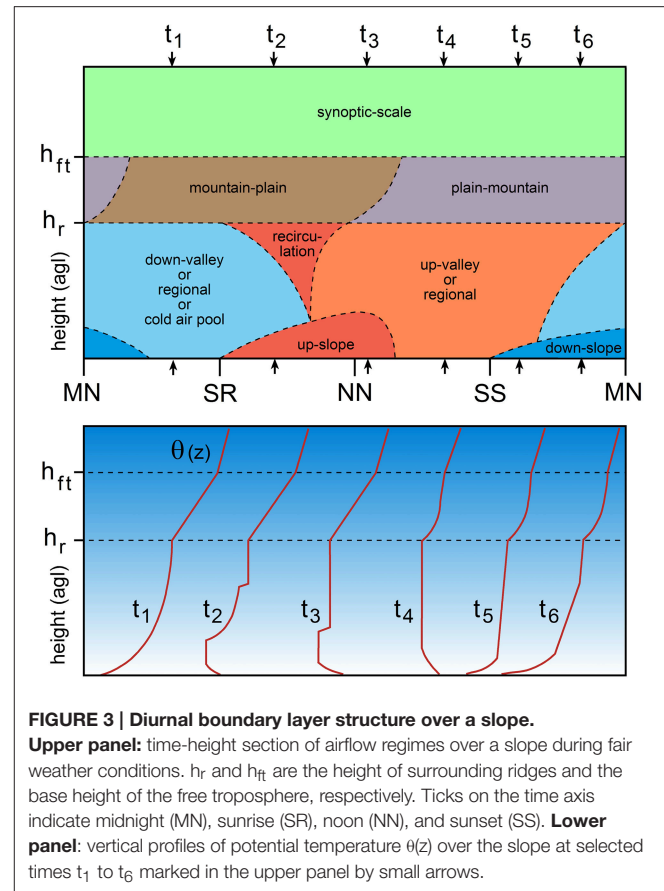 t1 t2 t3 t4 t5 t6
synoptic-scale
hft
mountain-plain
plain-mountain
hr
recircu-
lation
down-valley
or
regional
or
cold air pool
up-valley
or
regional
height (agl)
up-slope
down-slope
MN SR NN SS MN
θ(z)
hft
hr
height (agl)
t1 t2 t3 t4 t5 t6
FIGURE 3 | Diurnal boundary layer structure over a slope.
Upper panel: time-height section of airflow regimes over a slope during fair
weather conditions. hr and hft are the height of surrounding ridges and the
base height of the free troposphere, respectively. Ticks on the time axis
indicate midnight (MN), sunrise (SR), noon (NN), and sunset (SS). Lower
panel: vertical profiles of potential temperature θ(z) over the slope at selected
times t1 to t6 marked in the upper panel by small arrows.